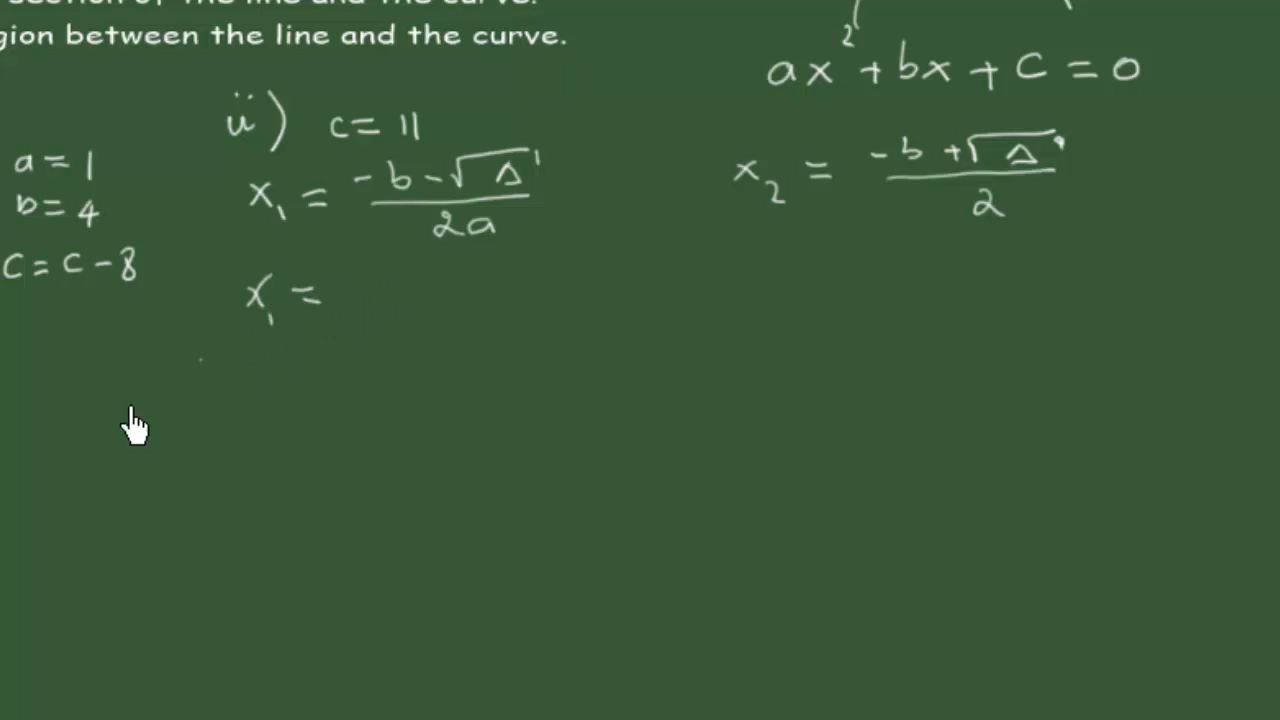 gion between the line and the curve.
ax² + bx + C = 0
ii) c = 11
a = 1
b = 4
C = c - 8
x₁ = (-b - √Δ) / 2a
x₂ = (-b + √Δ) / 2
x₁ =